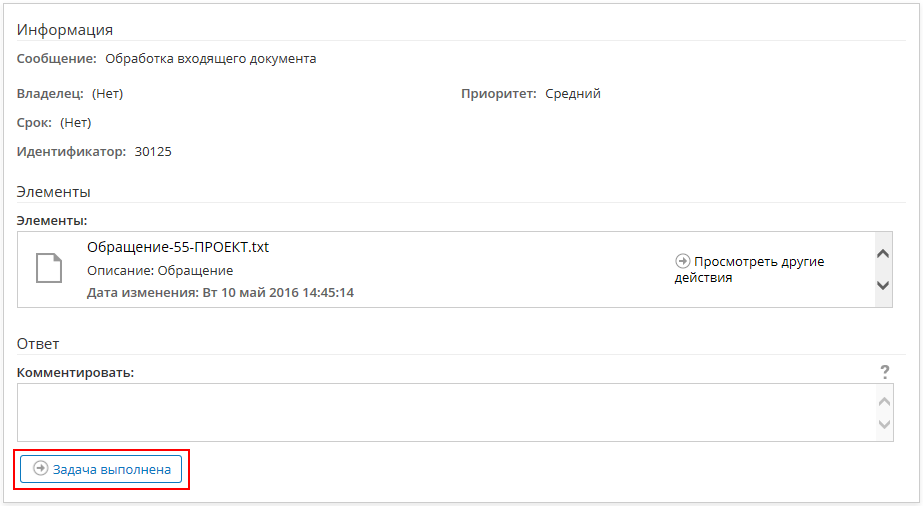 Информация
Сообщение: Обработка входящего документа
Владелец: (Нет) Приоритет: Средний
Срок: (Нет)
Идентификатор: 30125
Элементы
Элементы:
Обращение-55-ПРОЕКТ.txt
Описание: Обращение
Дата изменения: Вт 10 май 2016 14:45:14
Просмотреть другие
действия
Ответ
Комментировать: ?
Задача выполнена